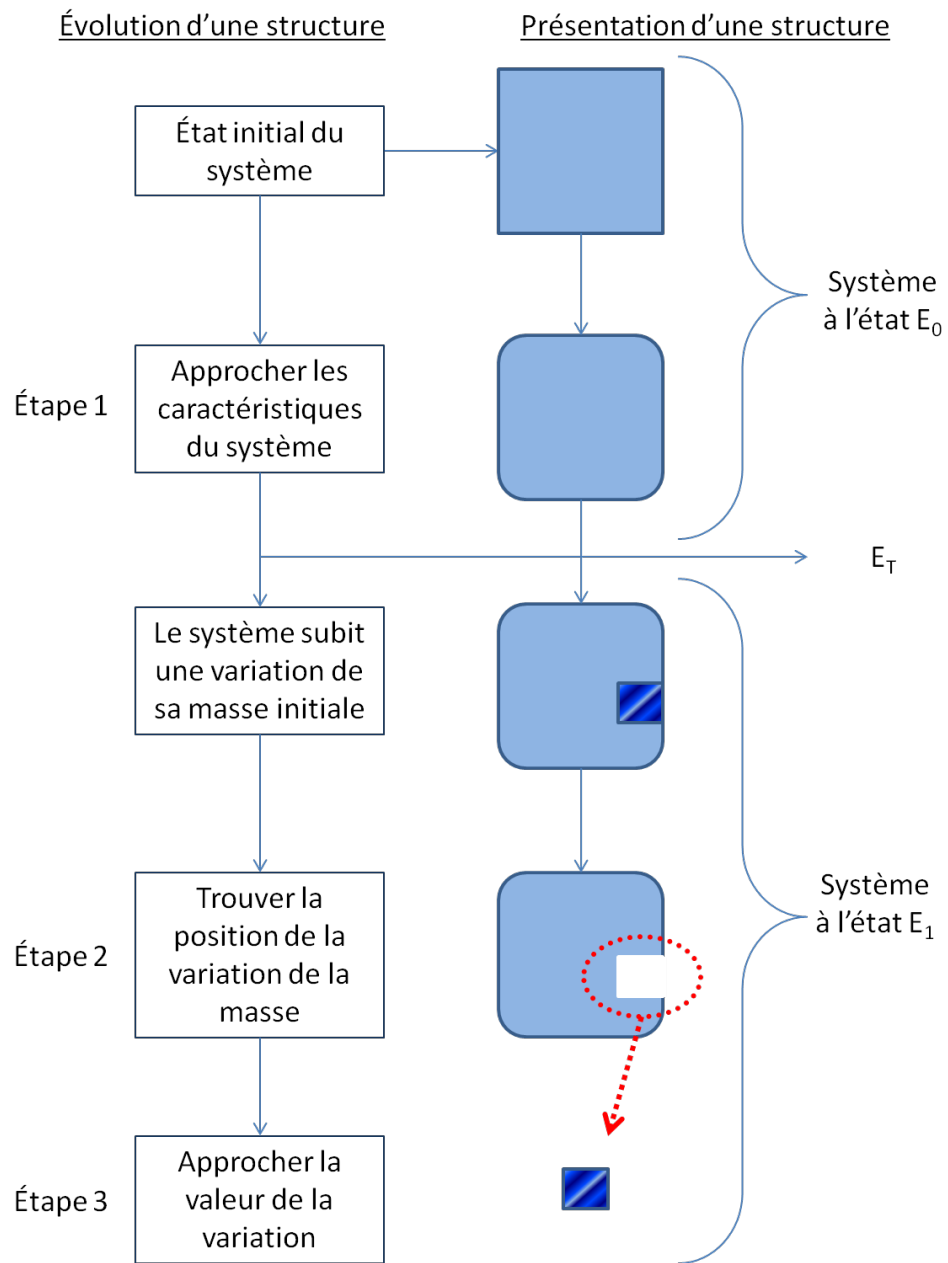 Évolution d’une structure
Présentation d’une structure
État initial du
système
Système
à l’état E0
Étape 1
Approcher les
caractéristiques
du système
ET
Le système subit
une variation de
sa masse initiale
Étape 2
Trouver la
position de la
variation de la
masse
Système
à l’état E1
Étape 3
Approcher la
valeur de la
variation